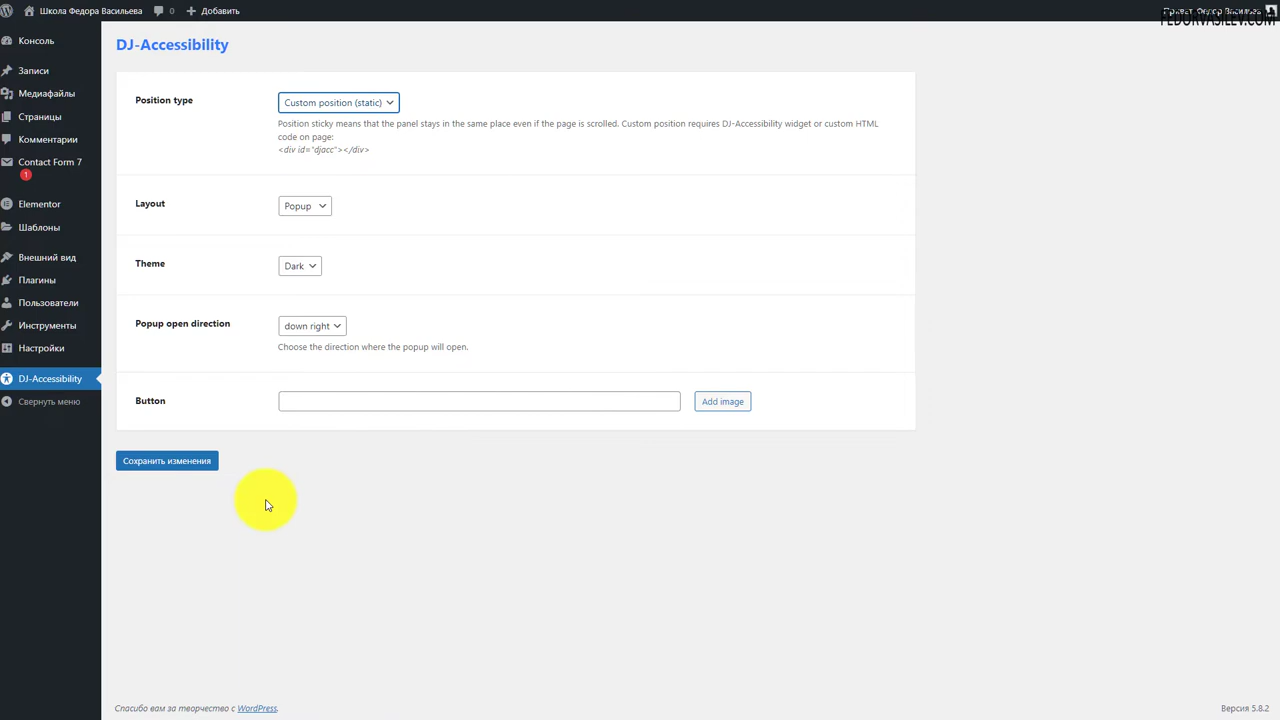 Школа Федора Васильева 0 Добавить
Привет, Федор Васильев
FEDORVASILEV.COM
Консоль
Записи
Медиафайлы
Страницы
Комментарии
Contact Form 7
1
Elementor
Шаблоны
Внешний вид
Плагины
Пользователи
Инструменты
Настройки
DJ-Accessibility
Свернуть меню
DJ-Accessibility
Position type
Custom position (static)
Position sticky means that the panel stays in the same place even if the page is scrolled. Custom position requires DJ-Accessibility widget or custom HTML
code on page:
<div id="djacc"></div>
Layout
Popup
Theme
Dark
Popup open direction
down right
Choose the direction where the popup will open.
Button
Add image
Сохранить изменения
Спасибо вам за творчество с WordPress.
Версия 5.8.2